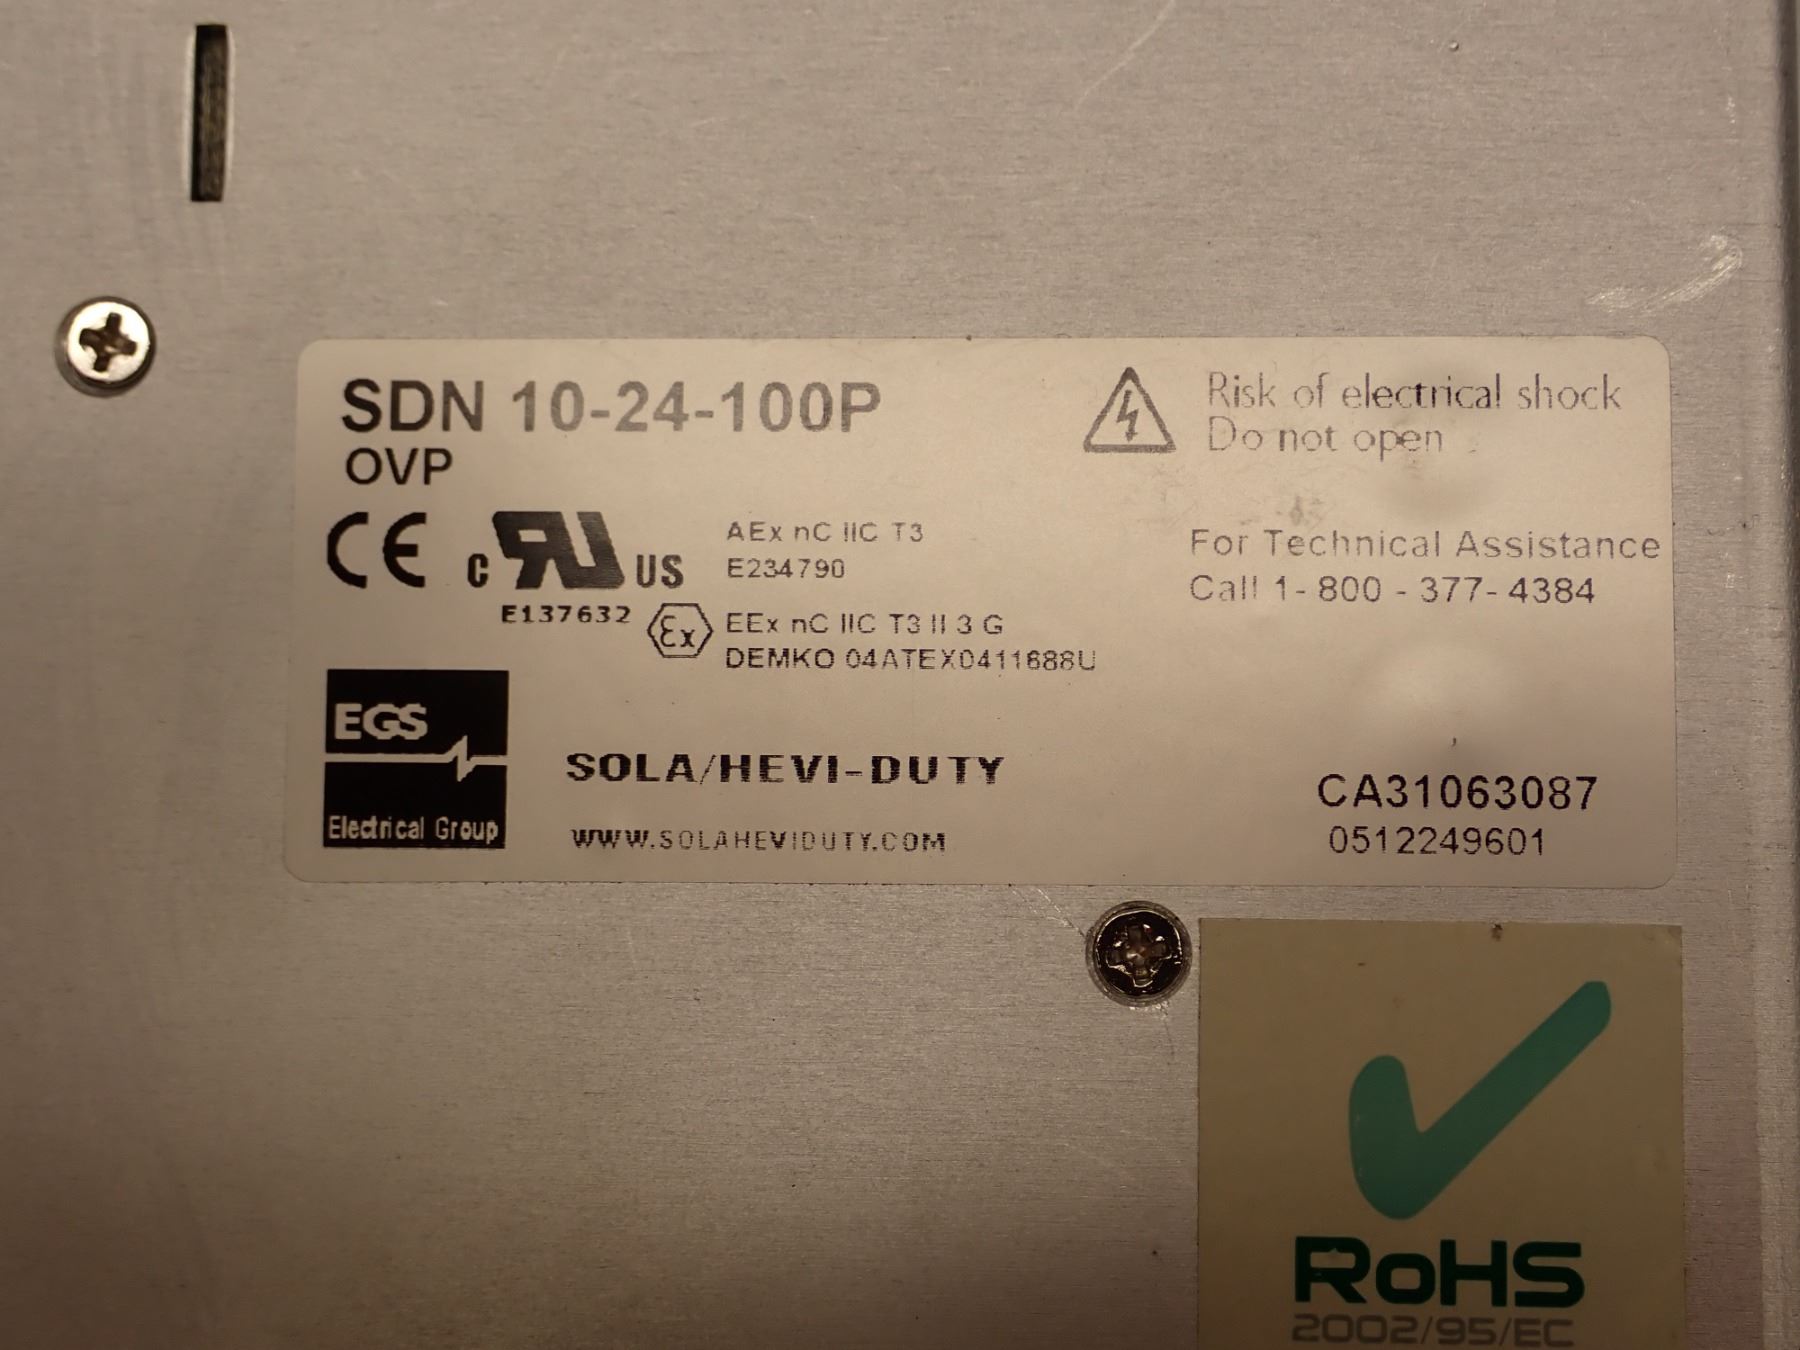 SDN 10-24-100P
OVP
Risk of electrical shock
Do not open
CE
c RU US
E137632
AEx nC IIC T3
E234790
Ex
EEx nC IIC T3 II 3 G
DEMKO 04ATEX0411688U
For Technical Assistance
Call 1-800-377-4384
EGS
Electrical Group
SOLA/HEVI-DUTY
WWW.SOLAHEVIDUTY.COM
CA31063087
0512249601
RoHS
2002/95/EC